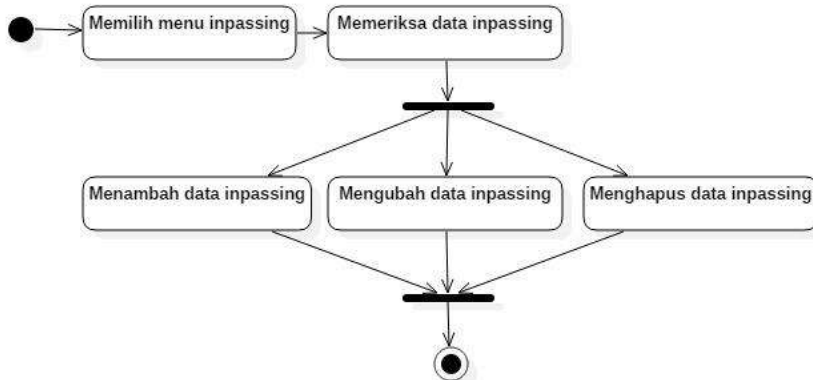 Memilih menu inpassing
Memeriksa data inpassing
Menambah data inpassing
Mengubah data inpassing
Menghapus data inpassing